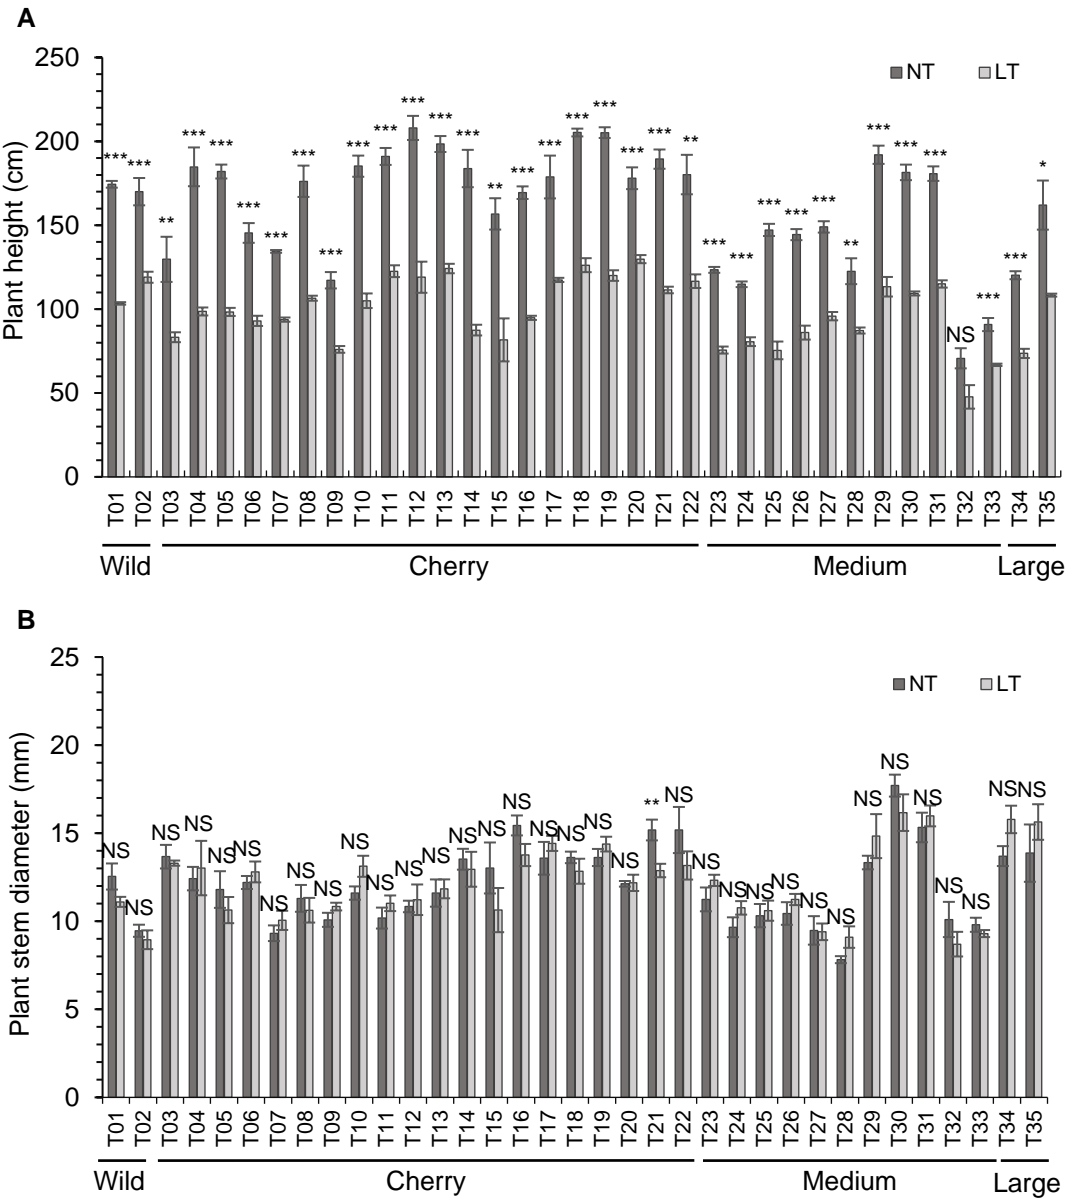 A
250
200
150
100
50
0
Plant height (cm)
NT LT
*** *** ** *** *** *** *** *** *** *** *** *** *** *** ** *** *** *** *** *** *** ** *** *** *** *** *** ** *** *** *** NS *** *** *
T01 T02 T03 T04 T05 T06 T07 T08 T09 T10 T11 T12 T13 T14 T15 T16 T17 T18 T19 T20 T21 T22 T23 T24 T25 T26 T27 T28 T29 T30 T31 T32 T33 T34 T35
Wild Cherry Medium Large
B
25
20
15
10
5
0
Plant stem diameter (mm)
NT LT
NS NS NS NS NS NS NS NS NS NS NS NS NS NS NS NS NS NS NS NS ** NS NS NS NS NS NS NS NS NS NS NS NS NS NS
T01 T02 T03 T04 T05 T06 T07 T08 T09 T10 T11 T12 T13 T14 T15 T16 T17 T18 T19 T20 T21 T22 T23 T24 T25 T26 T27 T28 T29 T30 T31 T32 T33 T34 T35
Wild Cherry Medium Large